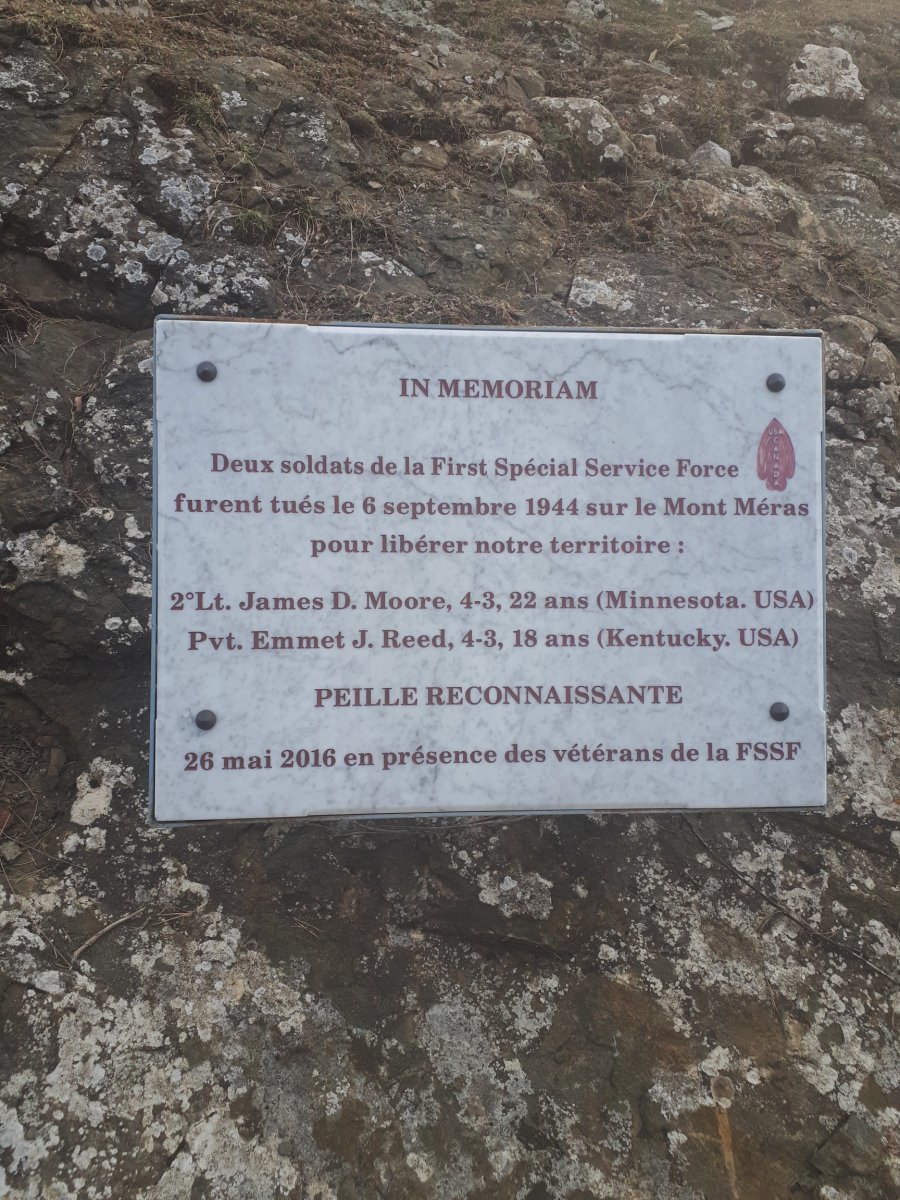 IN MEMORIAM
USA
CANADA
Deux soldats de la First Spécial Service Force
furent tués le 6 septembre 1944 sur le Mont Méras
pour libérer notre territoire :
2°Lt. James D. Moore, 4-3, 22 ans (Minnesota. USA)
Pvt. Emmet J. Reed, 4-3, 18 ans (Kentucky. USA)
PEILLE RECONNAISSANTE
26 mai 2016 en présence des vétérans de la FSSF